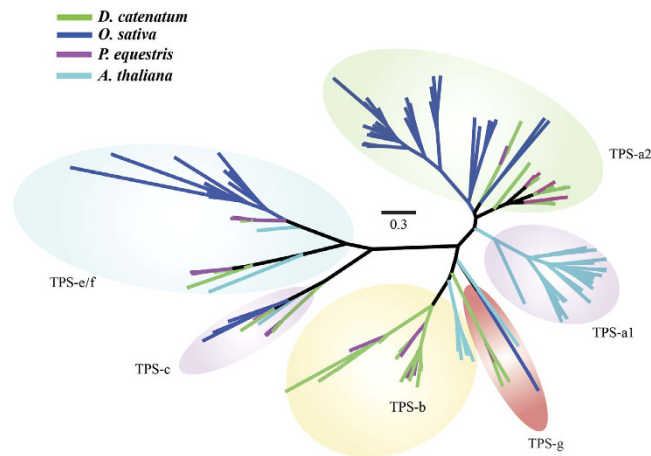 D. catenatum
O. sativa
P. equestris
A. thaliana
TPS-a2
0.3
TPS-e/f
TPS-a1
TPS-c
TPS-b
TPS-g